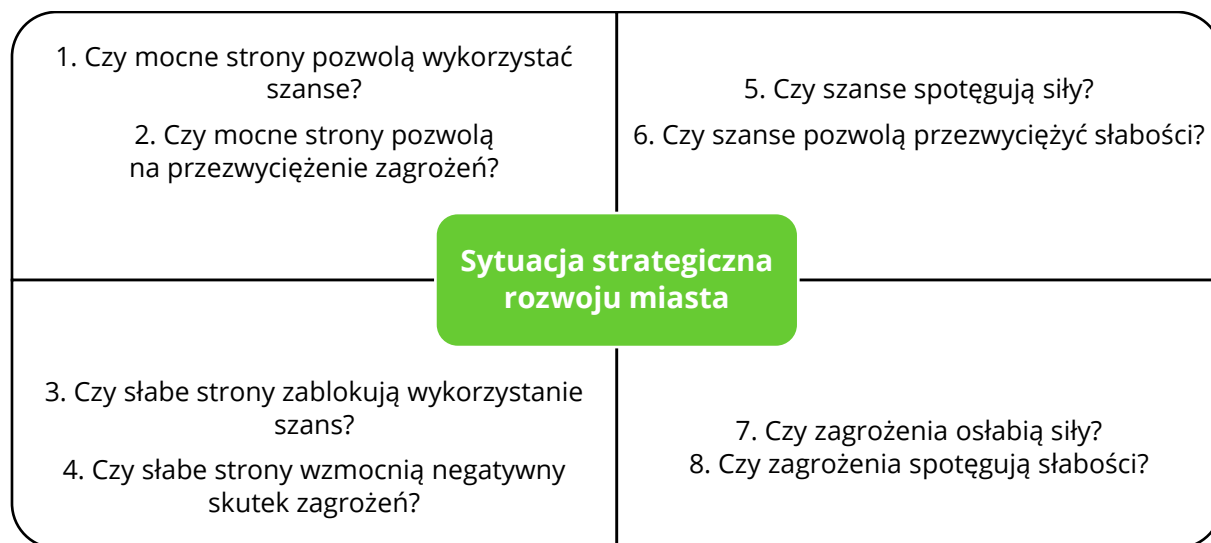 1. Czy mocne strony pozwolą wykorzystać
szanse?
2. Czy mocne strony pozwolą
na przezwyciężenie zagrożeń?
5. Czy szanse spotęgują siły?
6. Czy szanse pozwolą przezwyciężyć słabości?
Sytuacja strategiczna
rozwoju miasta
3. Czy słabe strony zablokują wykorzystanie
szans?
4. Czy słabe strony wzmocnią negatywny
skutek zagrożeń?
7. Czy zagrożenia osłabią siły?
8. Czy zagrożenia spotęgują słabości?